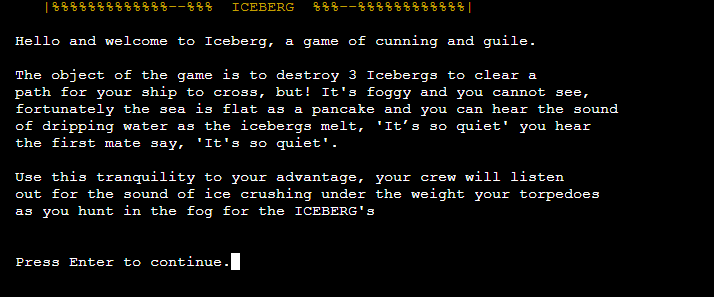 |%%%%%%%%%%%%%--%%%  ICEBERG  %%%--%%%%%%%%%%%%|
Hello and welcome to Iceberg, a game of cunning and guile.
The object of the game is to destroy 3 Icebergs to clear a
path for your ship to cross, but! It's foggy and you cannot see,
fortunately the sea is flat as a pancake and you can hear the sound
of dripping water as the icebergs melt, 'It’s so quiet' you hear
the first mate say, 'It's so quiet'.
Use this tranquility to your advantage, your crew will listen
out for the sound of ice crushing under the weight your torpedoes
as you hunt in the fog for the ICEBERG's
Press Enter to continue.